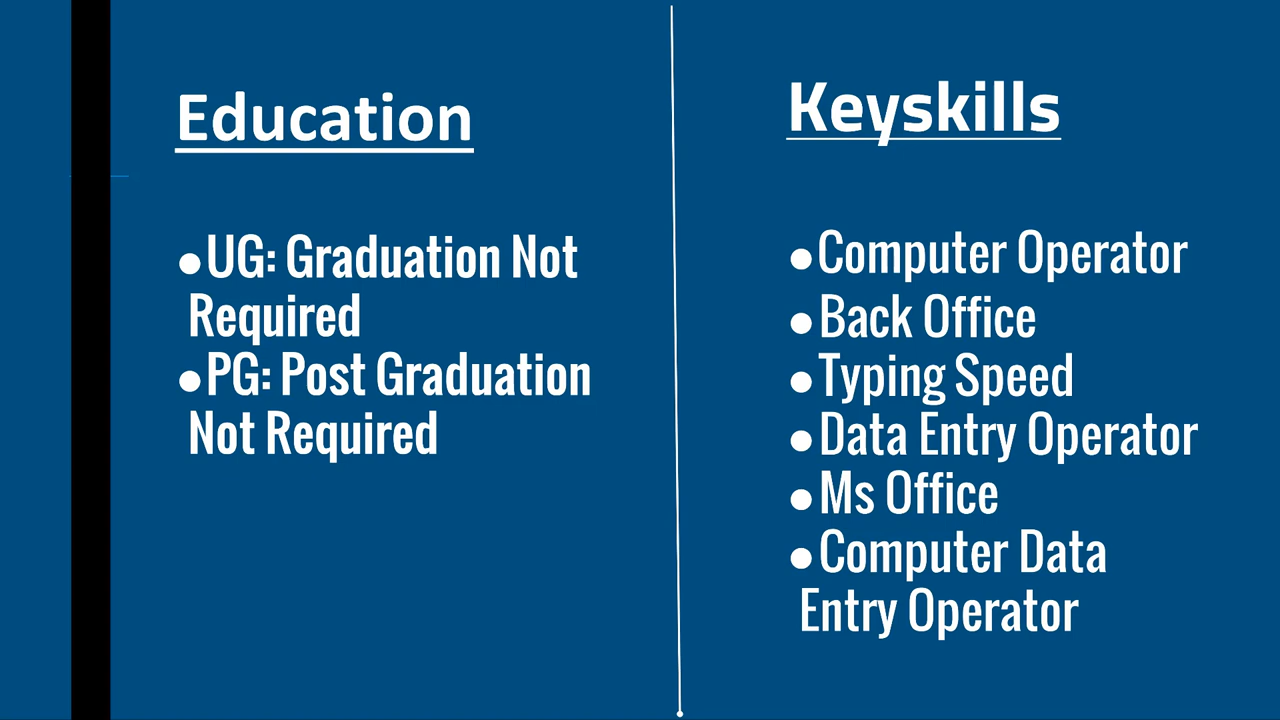 Education
●UG: Graduation Not
Required
●PG: Post Graduation
Not Required
Keyskills
●Computer Operator
●Back Office
●Typing Speed
●Data Entry Operator
●Ms Office
●Computer Data
Entry Operator